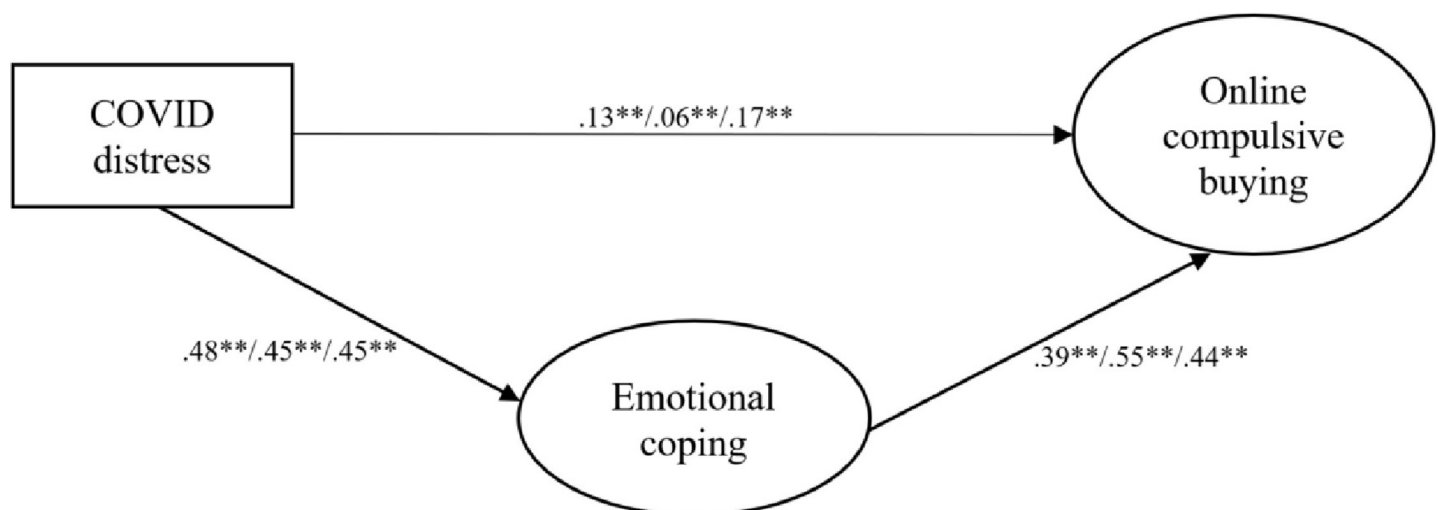 COVID
distress
.13**/.06**/.17**
Online
compulsive
buying
.48**/.45**/.45**
.39**/.55**/.44**
Emotional
coping